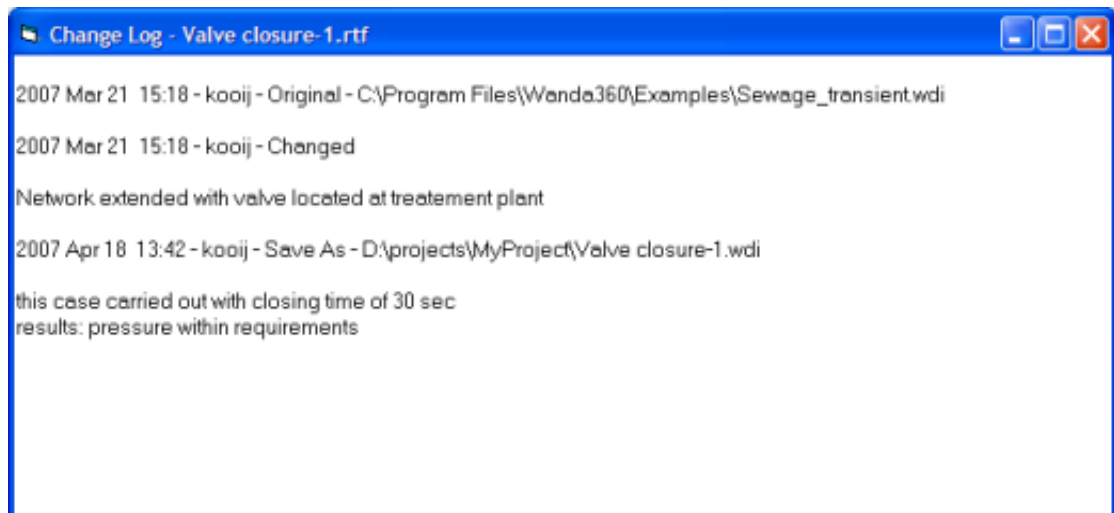 Change Log - Valve closure-1.rtf
2007 Mar 21 15:18 - kooij - Original - C:\Program Files\Wanda360\Examples\Sewage_transient.wdi
2007 Mar 21 15:18 - kooij - Changed
Network extended with valve located at treatement plant
2007 Apr 18 13:42 - kooij - Save As - D:\projects\MyProject\Valve closure-1.wdi
this case carried out with closing time of 30 sec
results: pressure within requirements